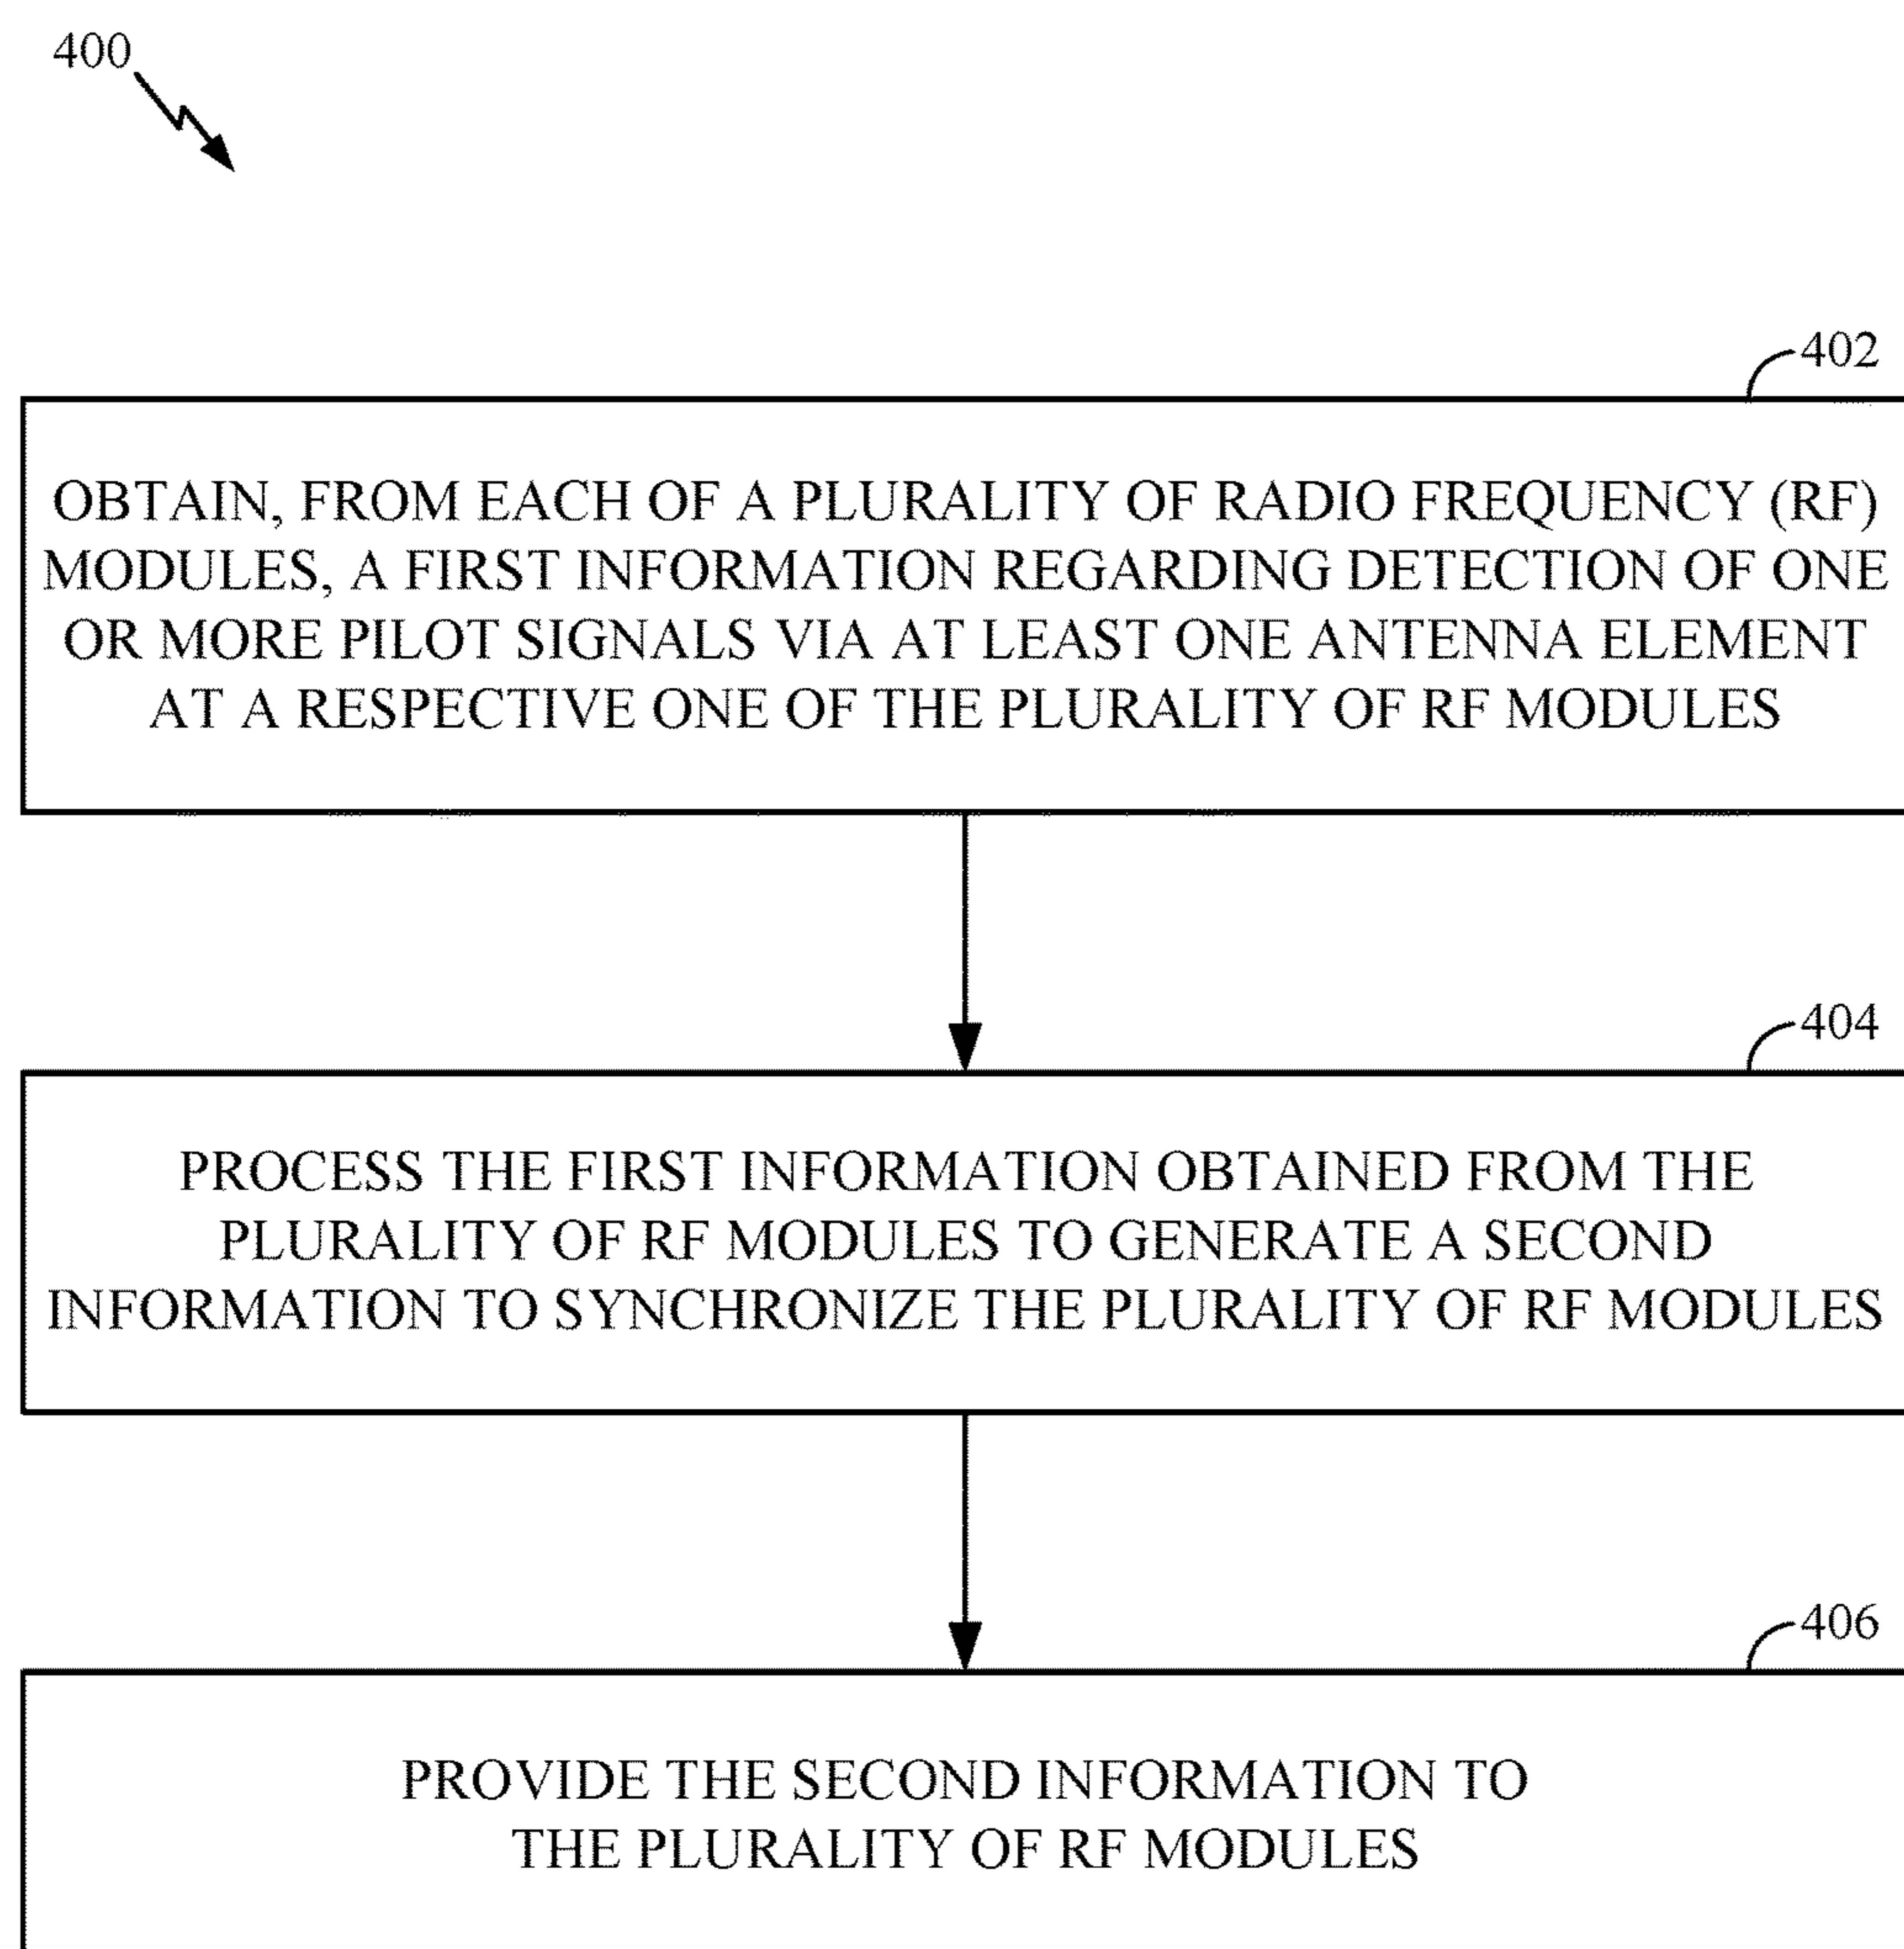 400
402
OBTAIN, FROM EACH OF A PLURALITY OF RADIO FREQUENCY (RF)
MODULES, A FIRST INFORMATION REGARDING DETECTION OF ONE
OR MORE PILOT SIGNALS VIA AT LEAST ONE ANTENNA ELEMENT
AT A RESPECTIVE ONE OF THE PLURALITY OF RF MODULES
404
PROCESS THE FIRST INFORMATION OBTAINED FROM THE
PLURALITY OF RF MODULES TO GENERATE A SECOND
INFORMATION TO SYNCHRONIZE THE PLURALITY OF RF MODULES
406
PROVIDE THE SECOND INFORMATION TO
THE PLURALITY OF RF MODULES